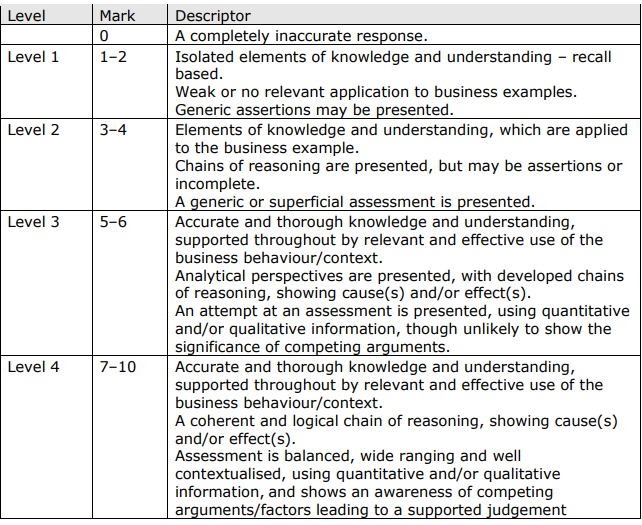 Level Mark Descriptor
0 A completely inaccurate response.
Level 1 1–2 Isolated elements of knowledge and understanding – recall
based.
Weak or no relevant application to business examples.
Generic assertions may be presented.
Level 2 3–4 Elements of knowledge and understanding, which are applied
to the business example.
Chains of reasoning are presented, but may be assertions or
incomplete.
A generic or superficial assessment is presented.
Level 3 5–6 Accurate and thorough knowledge and understanding,
supported throughout by relevant and effective use of the
business behaviour/context.
Analytical perspectives are presented, with developed chains
of reasoning, showing cause(s) and/or effect(s).
An attempt at an assessment is presented, using quantitative
and/or qualitative information, though unlikely to show the
significance of competing arguments.
Level 4 7–10 Accurate and thorough knowledge and understanding,
supported throughout by relevant and effective use of the
business behaviour/context.
A coherent and logical chain of reasoning, showing cause(s)
and/or effect(s).
Assessment is balanced, wide ranging and well
contextualised, using quantitative and/or qualitative
information, and shows an awareness of competing
arguments/factors leading to a supported judgement